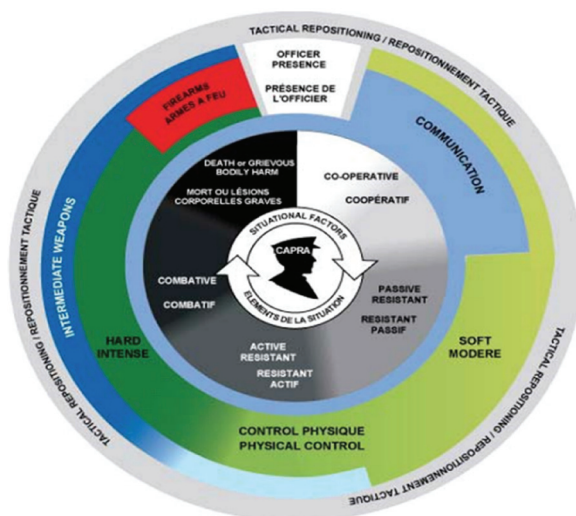 TACTICAL REPOSITIONING / REPOSITIONNEMENT TACTIQUE
OFFICER
PRESENCE
PRÉSENCE DE
L'OFFICIER
FIREARMS
ARMES A FEU
COMMUNICATION
DEATH or GRIEVOUS
BODILY HARM
MORT OU LÉSIONS
CORPORELLES GRAVES
CO-OPERATIVE
COOPÉRATIF
SITUATIONAL FACTORS
CAPRA
ELEMENTS DE LA SITUATION
COMBATIVE
COMBATIF
PASSIVE
RESISTANT
RESISTANT
PASSIF
ACTIVE
RESISTANT
RESISTANT
ACTIF
INTERMEDIATE WEAPONS
HARD
INTENSE
SOFT
MODERE
CONTROL PHYSIQUE
PHYSICAL CONTROL
TACTICAL REPOSITIONING / REPOSITIONNEMENT TACTIQUE
TACTICAL REPOSITIONING / REPOSITIONNEMENT TACTIQUE